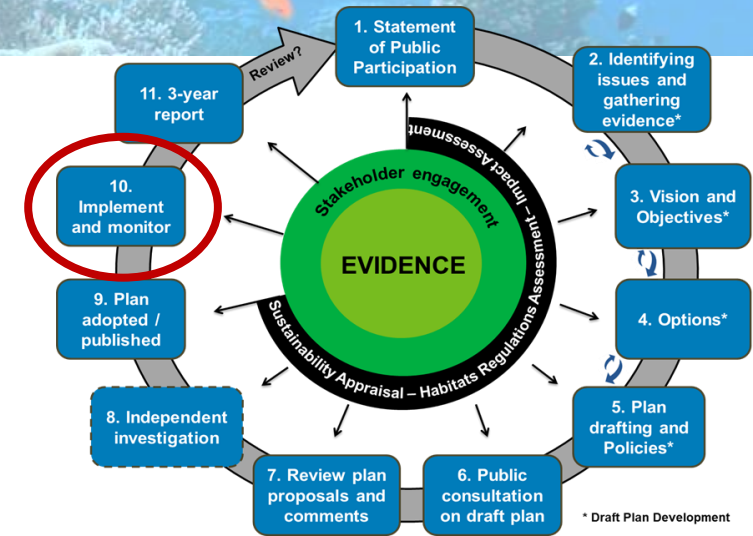 1. Statement
of Public
Participation
2. Identifying
issues and
gathering
evidence*
3. Vision and
Objectives*
4. Options*
5. Plan
drafting and
Policies*
6. Public
consultation
on draft plan
7. Review plan
proposals and
comments
8. Independent
investigation
9. Plan
adopted /
published
10.
Implement
and monitor
11. 3-year
report
Review?
Stakeholder engagement
EVIDENCE
Sustainability Appraisal – Habitats Regulations Assessment – Impact Assessment
* Draft Plan Development